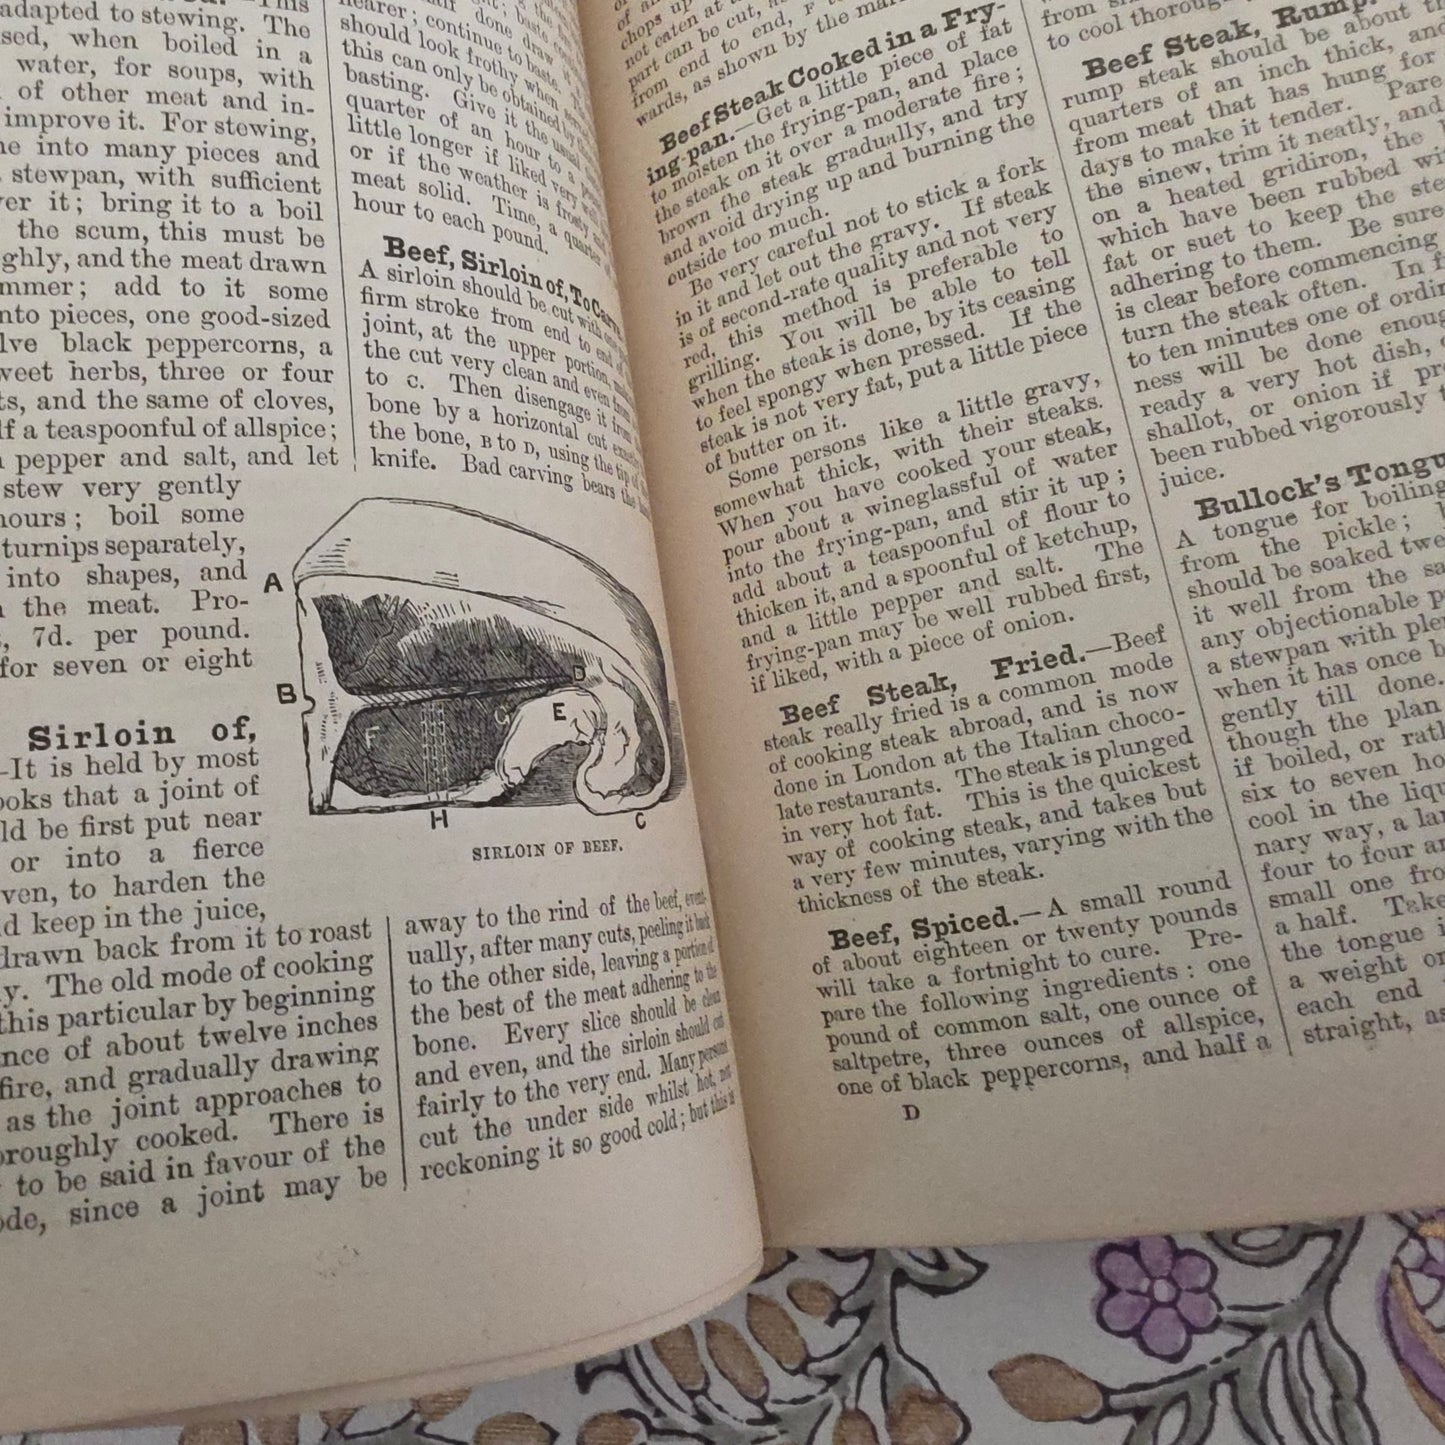 adapted to stewing. The
sed, when boiled in a
water, for soups, with
of other meat and in-
improve it. For stewing,
ne into many pieces and
stewpan, with sufficient
ver it; bring it to a boil
the scum, this must be
ghly, and the meat drawn
mmer; add to it some
nto pieces, one good-sized
lve black peppercorns, a
weet herbs, three or four
ts, and the same of cloves,
lf a teaspoonful of allspice;
pepper and salt, and let
stew very gently
hours; boil some
turnips separately,
into shapes, and
the meat. Pro-
7d. per pound.
for seven or eight
Sirloin of,
—It is held by most
ooks that a joint of
ld be first put near
or into a fierce
ven, to harden the
d keep in the juice,
drawn back from it to roast
y. The old mode of cooking
this particular by beginning
nce of about twelve inches
fire, and gradually drawing
as the joint approaches to
oroughly cooked. There is
to be said in favour of the
ode, since a joint may be
nearer; continue to baste.
should look frothy when
this can only be obtained by
basting. Give it the usual
quarter of an hour to a
little longer if liked very well
or if the weather is frosty and
meat solid. Time, a quarter of
hour to each pound.
Beef, Sirloin of, To Carve.
A sirloin should be cut with one
firm stroke from end to end of
joint, at the upper portion,
the cut very clean and even from
to C. Then disengage it from the
bone by a horizontal cut exactly
the bone, B to D, using the tip of the
knife. Bad carving bears the
A
B
D
G
E
F
H
C
SIRLOIN OF BEEF.
away to the rind of the beef, event-
ually, after many cuts, peeling it back
to the other side, leaving a portion of
the best of the meat adhering to the
bone. Every slice should be clean
and even, and the sirloin should cut
fairly to the very end. Many persons
cut the under side whilst hot, not
reckoning it so good cold; but this is
chops up
not eaten at
part can be cut,
from end to end, F
wards, as shown by the
Beef Steak Cooked in a Fry-
ing-pan.—Get a little piece of fat
to moisten the frying-pan, and place
the steak on it over a moderate fire;
brown the steak gradually, and try
and avoid drying up and burning the
outside too much.
Be very careful not to stick a fork
in it and let out the gravy. If steak
is of second-rate quality and not very
red, this method is preferable to
grilling. You will be able to tell
when the steak is done, by its ceasing
to feel spongy when pressed. If the
steak is not very fat, put a little piece
of butter on it.
Some persons like a little gravy,
somewhat thick, with their steaks.
When you have cooked your steak,
pour about a wineglassful of water
into the frying-pan, and stir it up;
add about a teaspoonful of flour to
thicken it, and a spoonful of ketchup,
and a little pepper and salt. The
frying-pan may be well rubbed first,
if liked, with a piece of onion.
Beef Steak, Fried.—Beef
steak really fried is a common mode
of cooking steak abroad, and is now
done in London at the Italian choco-
late restaurants. The steak is plunged
in very hot fat. This is the quickest
way of cooking steak, and takes but
a very few minutes, varying with the
thickness of the steak.
Beef, Spiced.—A small round
of about eighteen or twenty pounds
will take a fortnight to cure. Pre-
pare the following ingredients: one
pound of common salt, one ounce of
saltpetre, three ounces of allspice,
one of black peppercorns, and half a
D
to cool thorough
Beef Steak, Rump.
rump steak should be about
quarters of an inch thick, and
from meat that has hung for
days to make it tender. Pare
the sinew, trim it neatly, and
on a heated gridiron, the
which have been rubbed wi
fat or suet to keep the ste
adhering to them. Be sure
is clear before commencing
turn the steak often. In f
to ten minutes one of ordin
ness will be done enoug
ready a very hot dish,
shallot, or onion if pr
been rubbed vigorously
juice.
Bullock's Tongu
A tongue for boiling
from the pickle;
should be soaked twe
it well from the sa
any objectionable p
a stewpan with plen
when it has once b
gently till done.
though the plan
if boiled, or rath
six to seven ho
cool in the liqu
nary way, a lar
four to four an
small one fro
a half. Take
the tongue i
a weight or
each end
straight, as